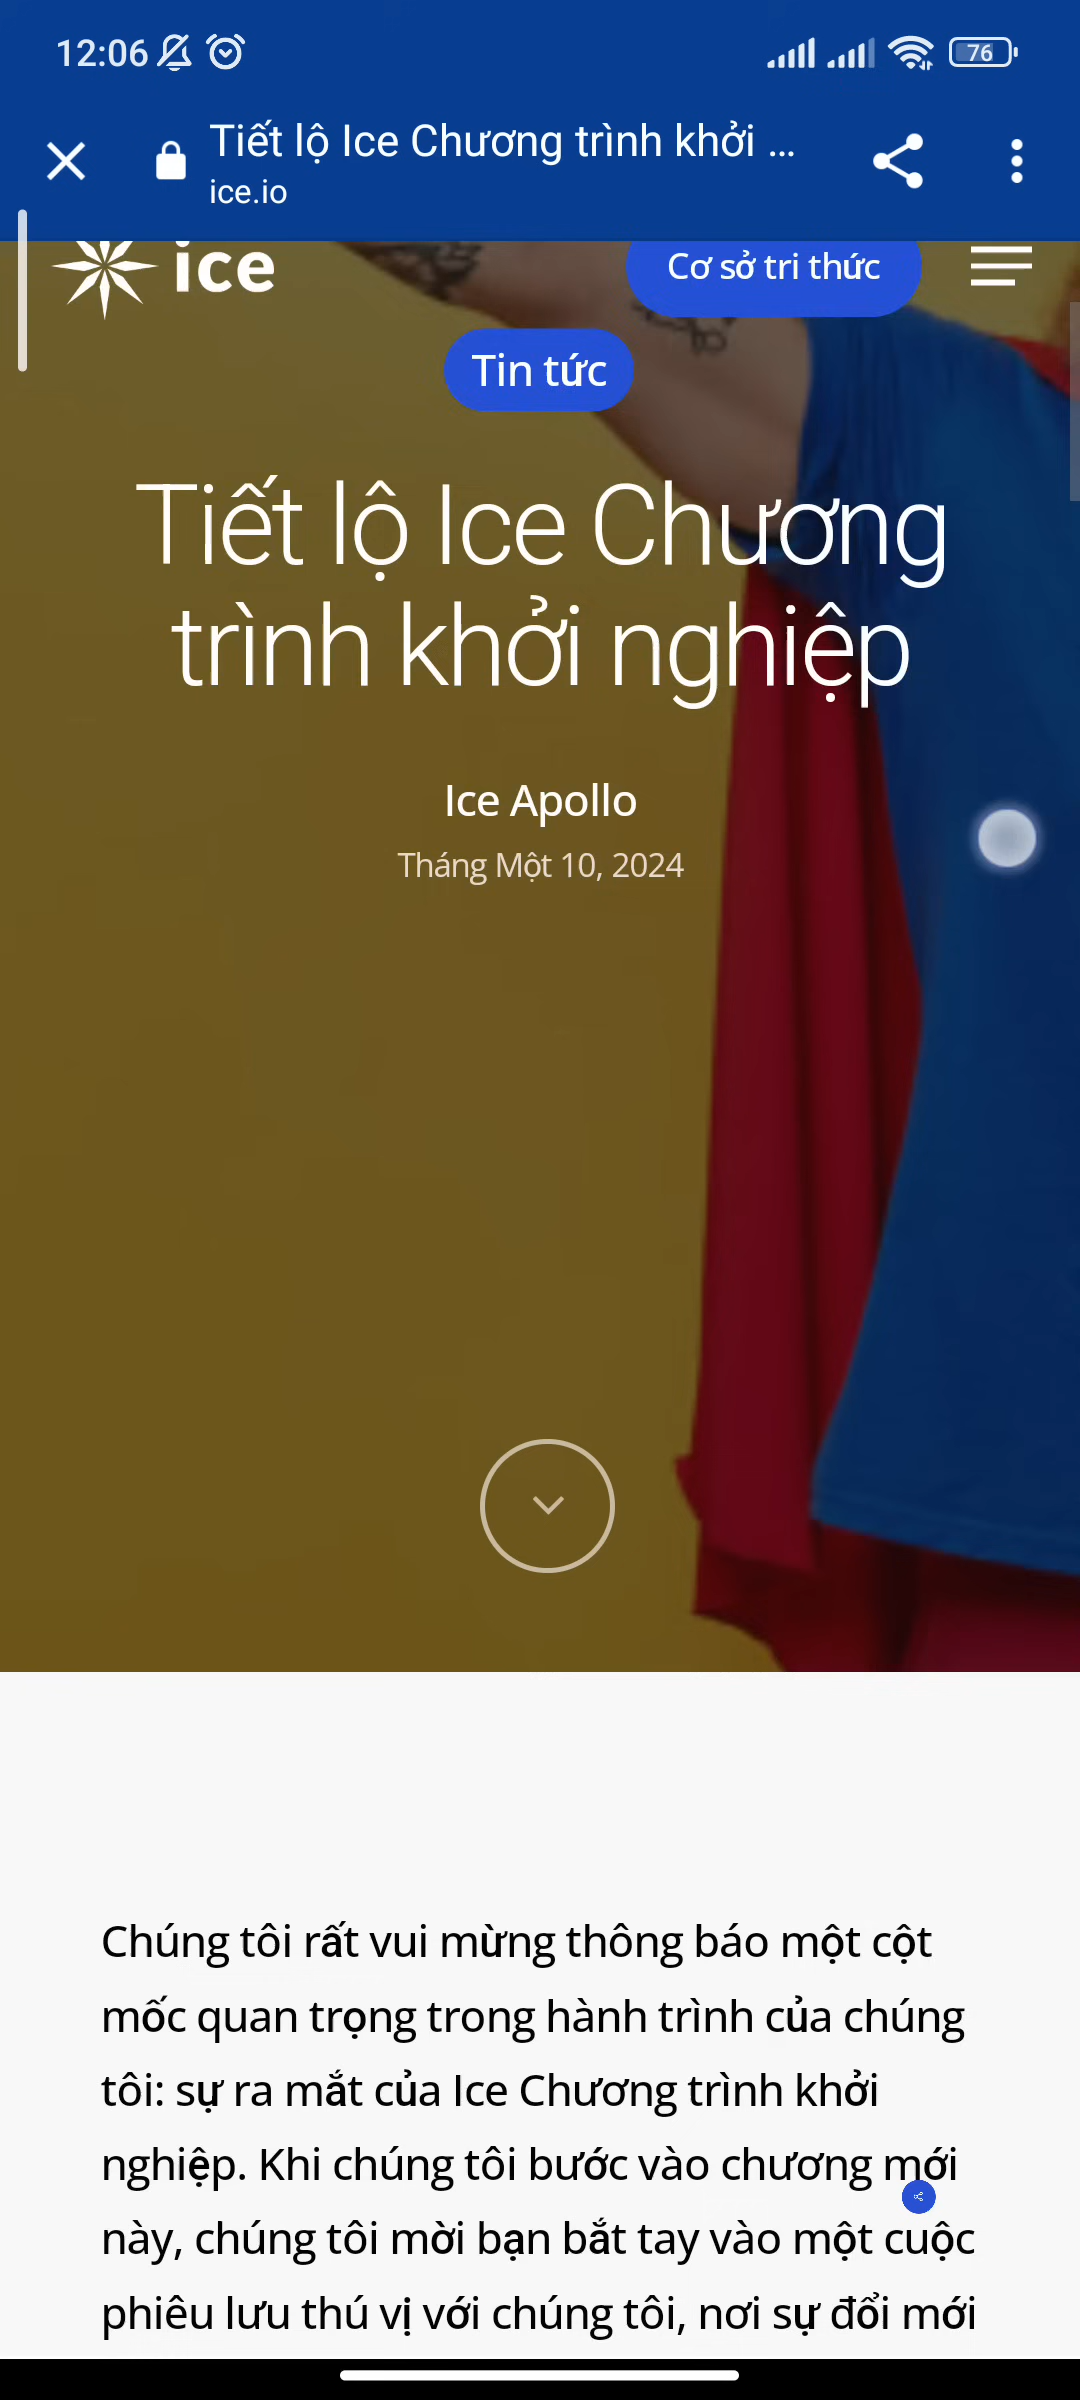 12:06
76
Tiết lộ Ice Chương trình khởi ...
ice.io
ice
Cơ sở tri thức
Tin tức
Tiết lộ Ice Chương
trình khởi nghiệp
Ice Apollo
Tháng Một 10, 2024
Chúng tôi rất vui mừng thông báo một cột
mốc quan trọng trong hành trình của chúng
tôi: sự ra mắt của Ice Chương trình khởi
nghiệp. Khi chúng tôi bước vào chương mới
này, chúng tôi mời bạn bắt tay vào một cuộc
phiêu lưu thú vị với chúng tôi, nơi sự đổi mới